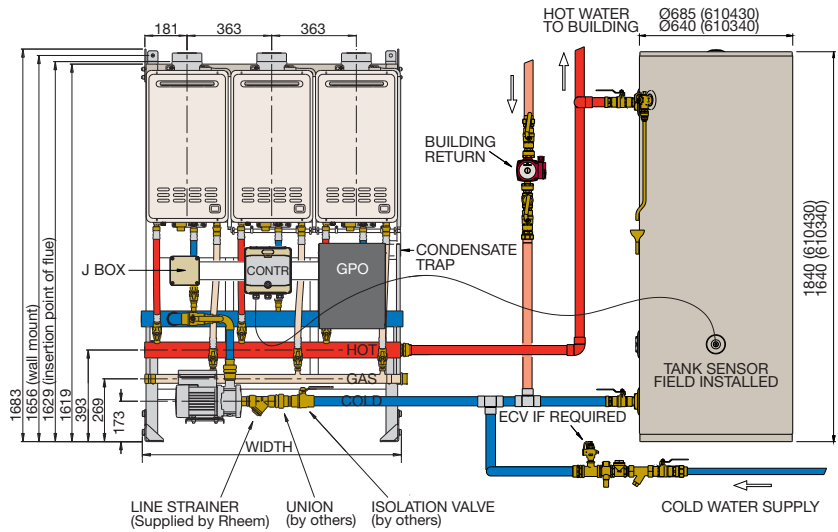 181
363
363
HOT WATER
TO BUILDING
Ø685 (610430)
Ø640 (610340)
BUILDING
RETURN
J BOX
CONTR
GPO
CONDENSATE
TRAP
1683
1656 (wall mount)
1629 (insertion point of flue)
1619
393
269
173
HOT
GAS
COLD
WIDTH
1840 (610430)
1640 (610340)
TANK SENSOR
FIELD INSTALLED
ECV IF REQUIRED
LINE STRAINER
(Supplied by Rheem)
UNION
(by others)
ISOLATION VALVE
(by others)
COLD WATER SUPPLY